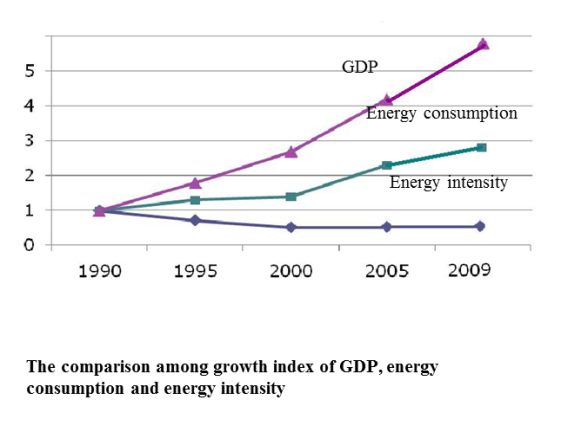 GDP
5
4
Energy consumption
3
2
Energy intensity
1
0
1990 1995 2000 2005 2009
The comparison among growth index of GDP, energy
consumption and energy intensity